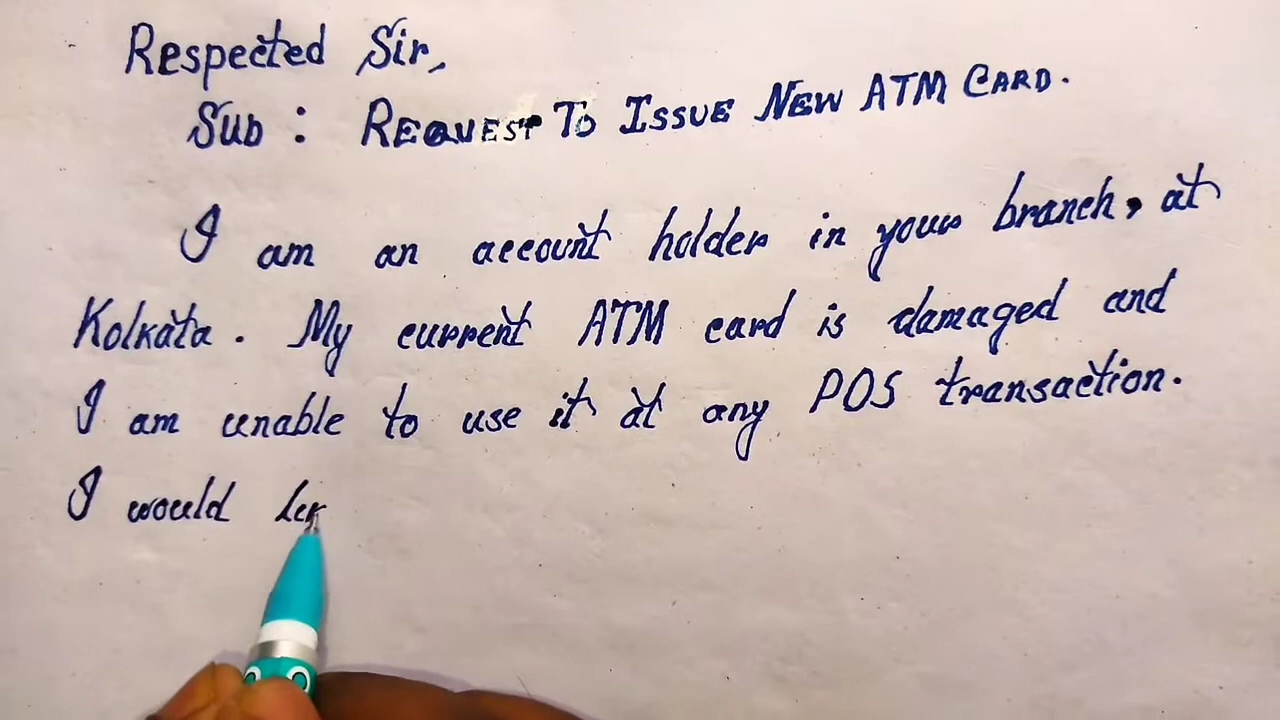 Respected Sir,
Sub : REQUEST TO ISSUE NEW ATM CARD.
I am an account holder in your branch, at
Kolkata. My current ATM card is damaged and
I am unable to use it at any POS transaction.
I would